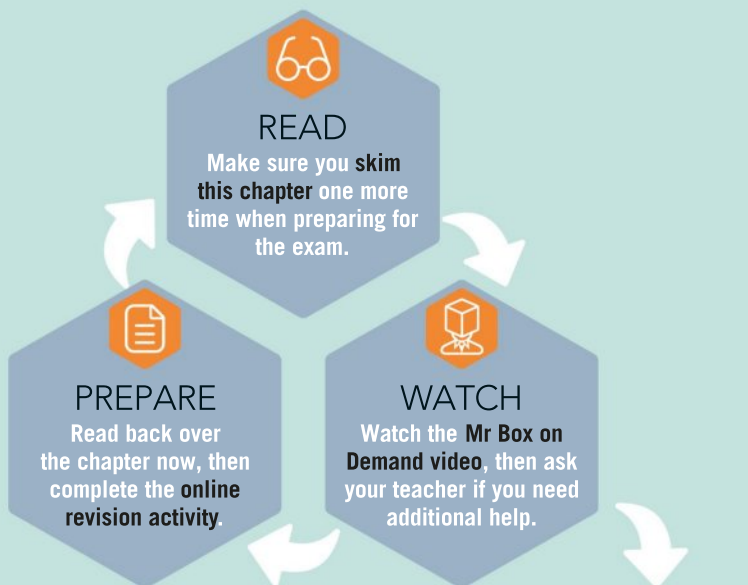 READ
Make sure you skim
this chapter one more
time when preparing for
the exam.
PREPARE
Read back over
the chapter now, then
complete the online
revision activity.
WATCH
Watch the Mr Box on
Demand video, then ask
your teacher if you need
additional help.